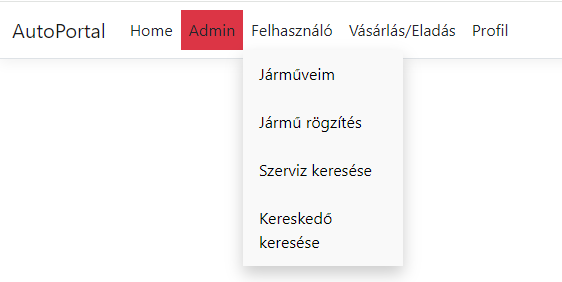 AutoPortal Home Admin Felhasználó Vásárlás/Eladás Profil
Járműveim
Jármű rögzítés
Szerviz keresése
Kereskedő
keresése